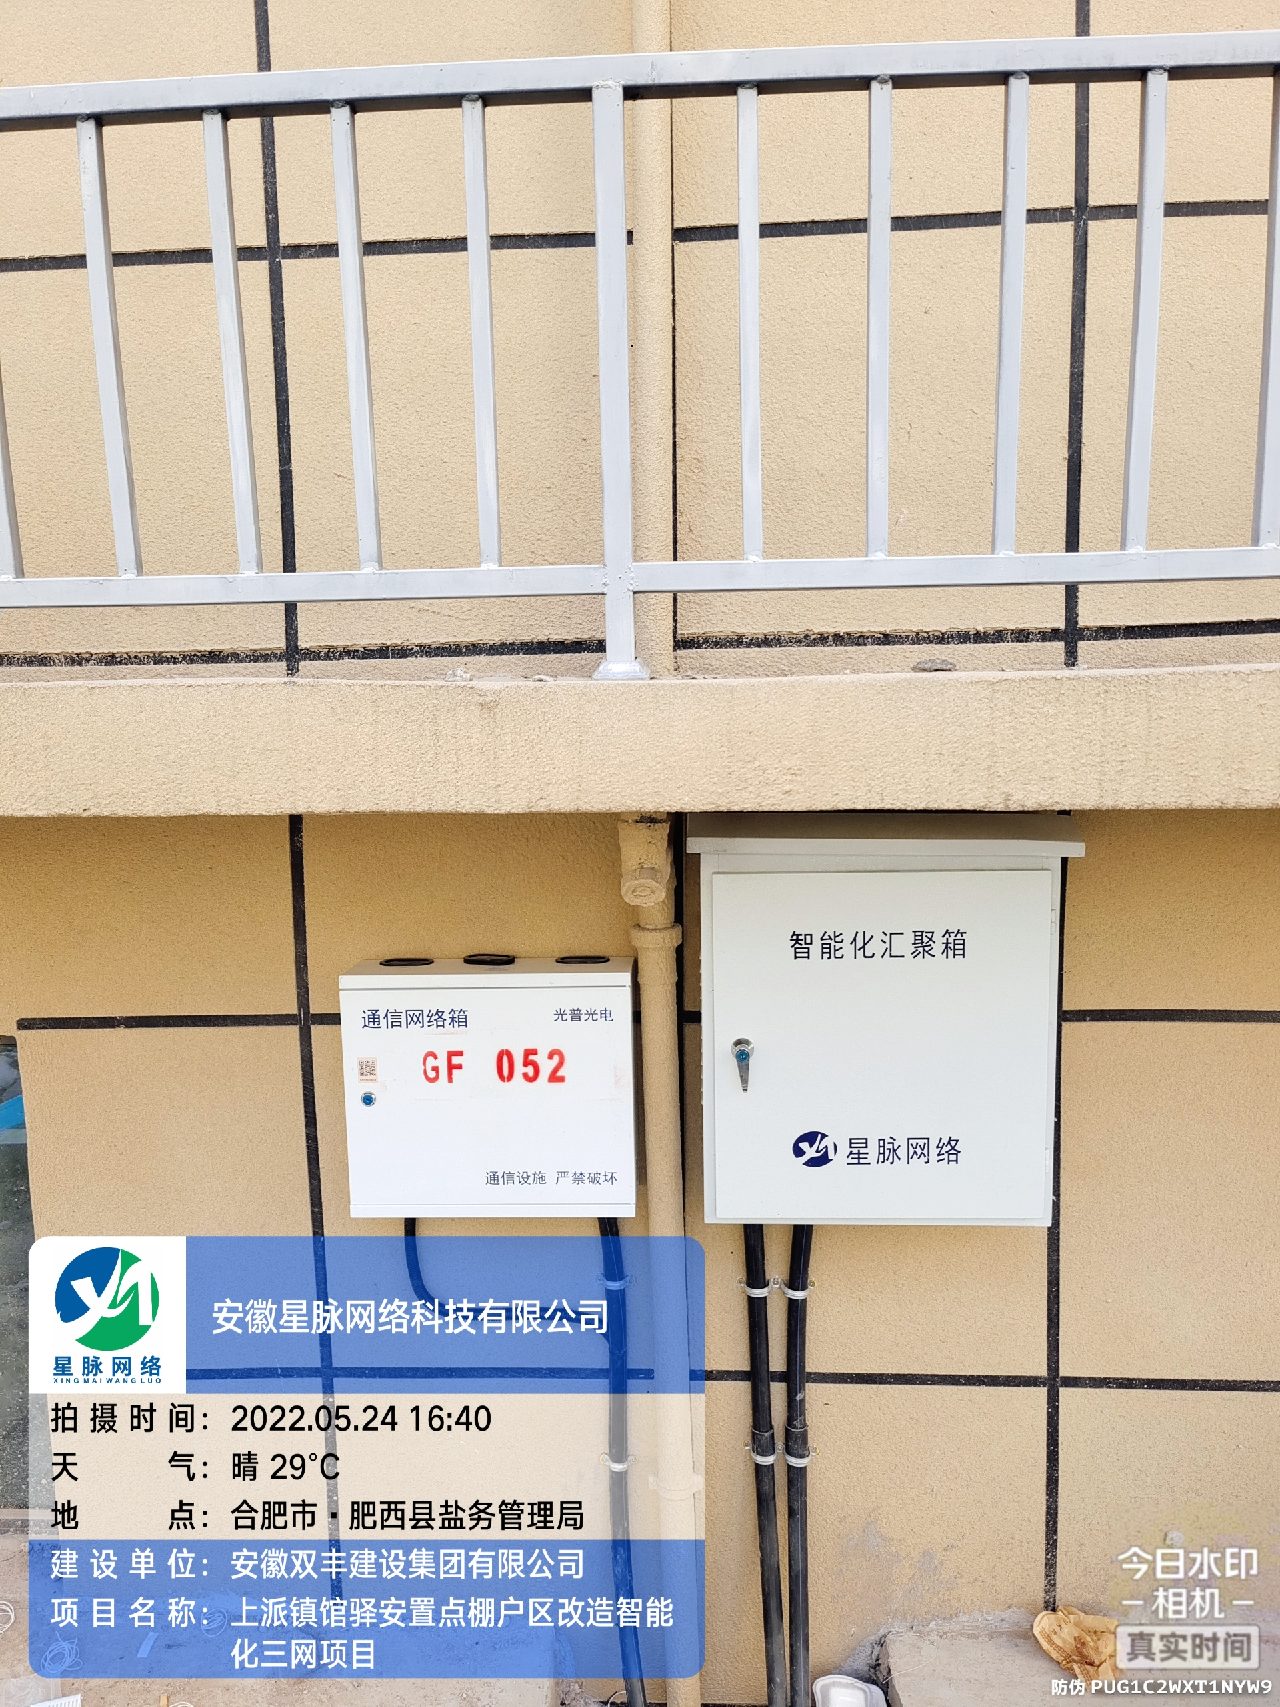 智能化汇聚箱
通信网络箱 光普光电
GF 052
星脉网络
通信设施 严禁破坏
星脉网络
XINGMAIWANGLUO
安徽星脉网络科技有限公司
拍摄时间：2022.05.24 16:40
天气：晴 29°C
地点：合肥市·肥西县盐务管理局
建设单位：安徽双丰建设集团有限公司
项目名称：上派镇馆驿安置点棚户区改造智能
化三网项目
今日水印
相机
真实时间
防伪 PUG1C2WXT1NYW9